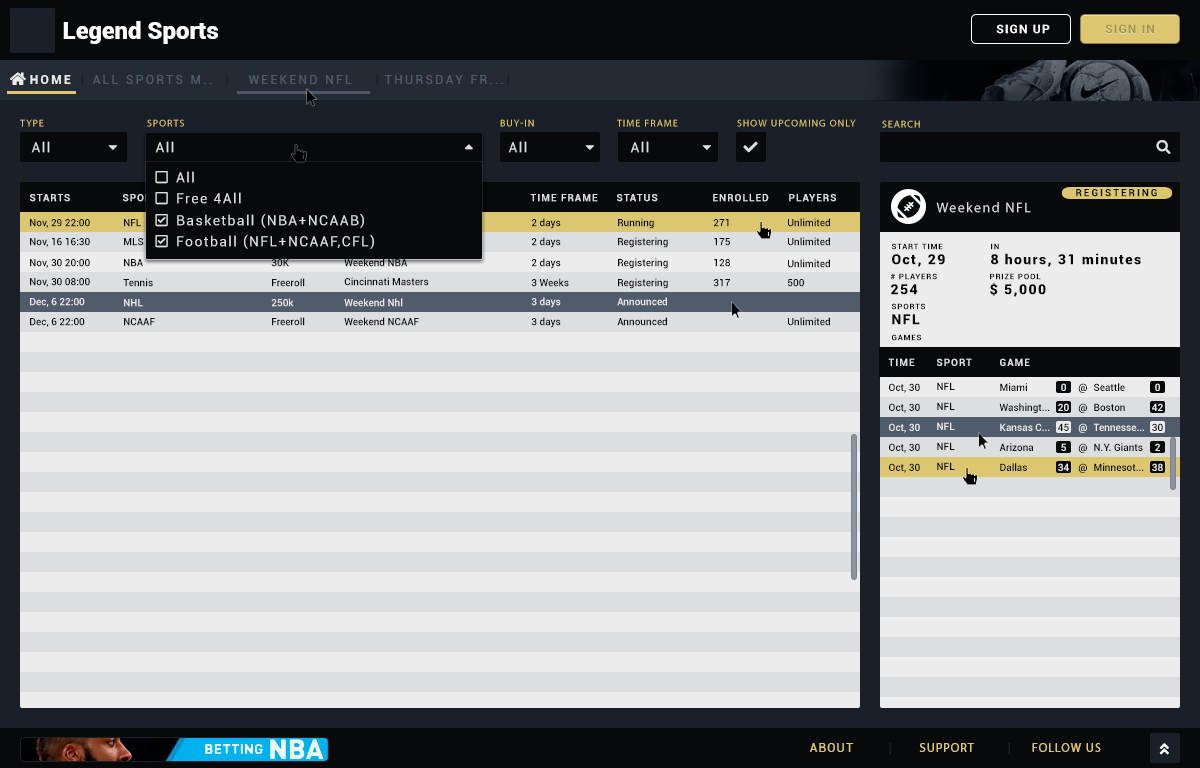 Legend Sports
SIGN UP
SIGN IN
HOME
ALL SPORTS M..
WEEKEND NFL
THURSDAY FR...
TYPE
SPORTS
BUY-IN
TIME FRAME
SHOW UPCOMING ONLY
SEARCH
All
All
All
All
All
Free 4All
Basketball (NBA+NCAAB)
Football (NFL+NCAAF,CFL)
STARTS SPO TIME FRAME STATUS ENROLLED PLAYERS
Nov, 29 22:00 NFL 2 days Running 271 Unlimited
Nov, 16 16:30 MLS 2 days Registering 175 Unlimited
Nov, 30 20:00 NBA 30K Weekend NBA 2 days Registering 128 Unlimited
Nov, 30 08:00 Tennis Freeroll Cincinnati Masters 3 Weeks Registering 317 500
Dec, 6 22:00 NHL 250k Weekend Nhl 3 days Announced
Dec, 6 22:00 NCAAF Freeroll Weekend NCAAF 3 days Announced Unlimited
REGISTERING
Weekend NFL
START TIME IN
Oct, 29 8 hours, 31 minutes
# PLAYERS PRIZE POOL
254 $ 5,000
SPORTS
NFL
GAMES
TIME SPORT GAME
Oct, 30 NFL Miami 0 @ Seattle 0
Oct, 30 NFL Washingt... 20 @ Boston 42
Oct, 30 NFL Kansas C... 45 @ Tennesse... 30
Oct, 30 NFL Arizona 5 @ N.Y. Giants 2
Oct, 30 NFL Dallas 34 @ Minnesot... 38
BETTING NBA
ABOUT
SUPPORT
FOLLOW US